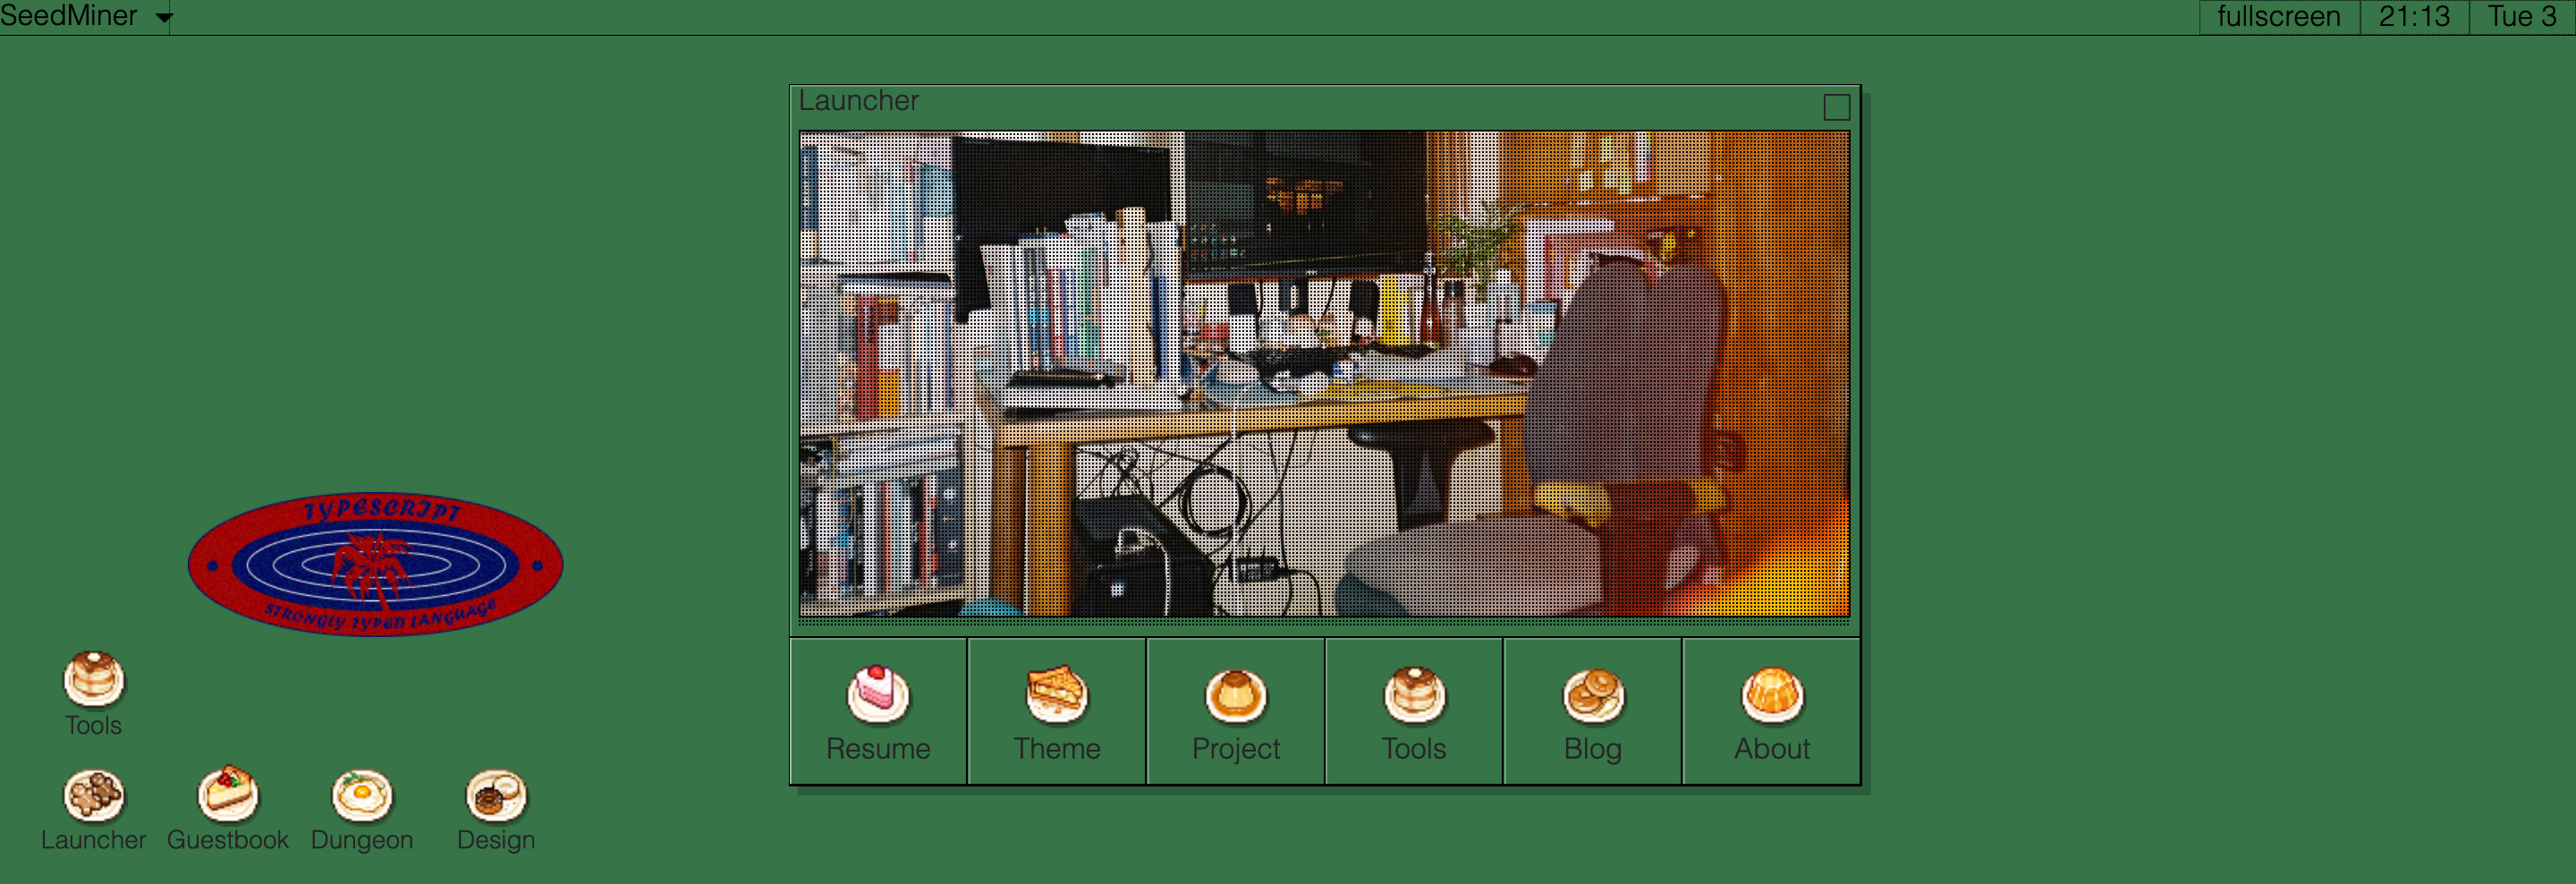 SeedMiner
fullscreen
21:13
Tue 3
Launcher
TYPESCRIPT
STRONGLY TYPED LANGUAGE
Tools
Launcher
Guestbook
Dungeon
Design
Resume
Theme
Project
Tools
Blog
About